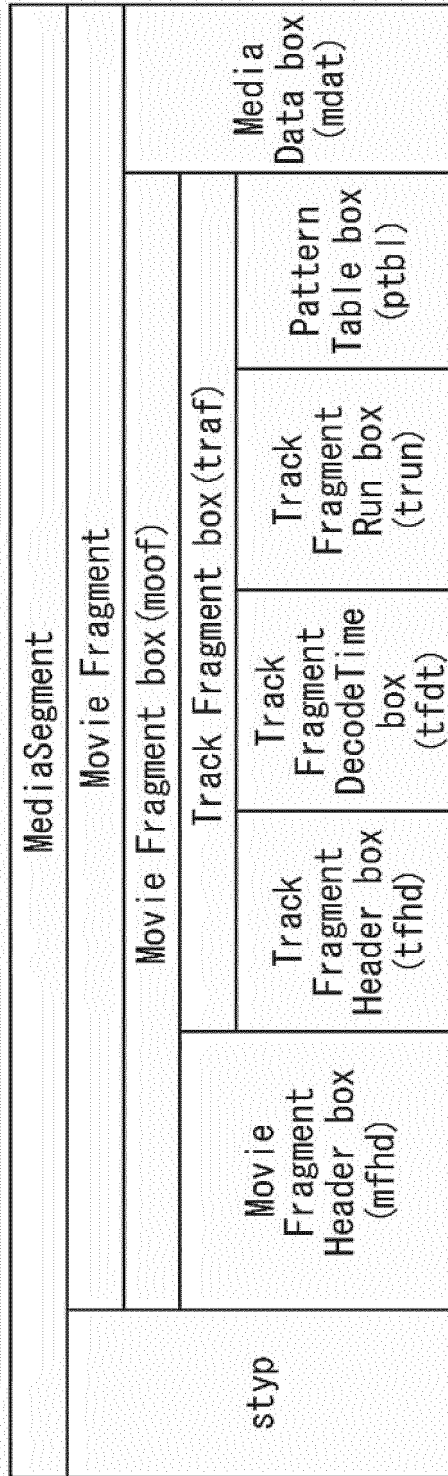 MediaSegment
styp
Movie Fragment
Movie Fragment box(moof)
Movie
Fragment
Header box
(mfhd)
Track Fragment box(traf)
Track
Fragment
Header box
(tfhd)
Track
Fragment
DecodeTime
box
(tfdt)
Track
Fragment
Run box
(trun)
Pattern
Table box
(ptbl)
Media
Data box
(mdat)